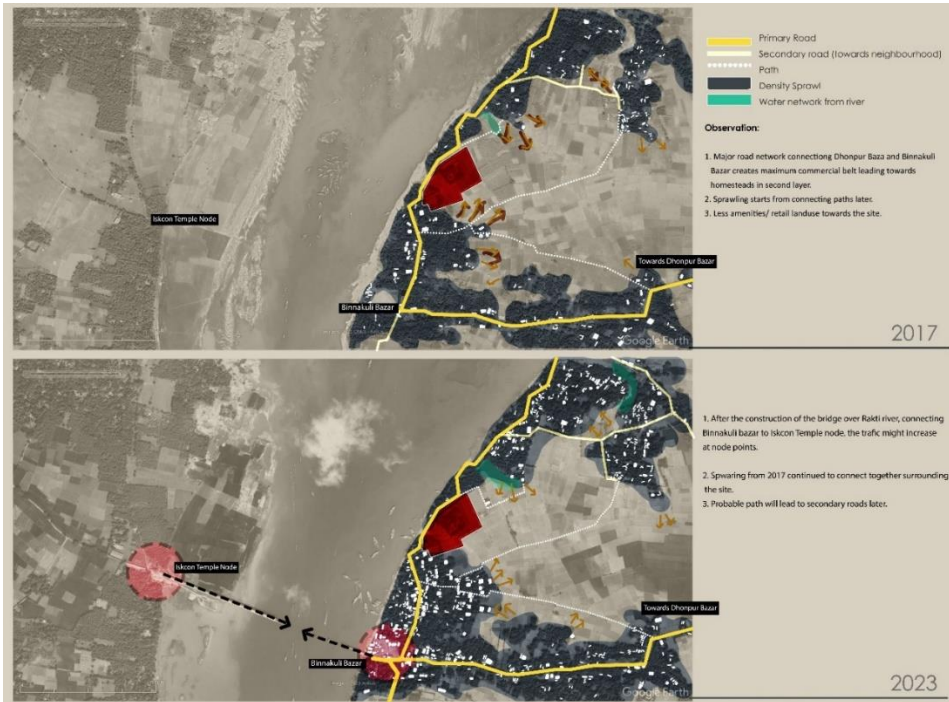 Primary Road
Secondary road (towards neighbourhood)
Path
Density Sprawl
Water network from river
Observation:
1. Major road network connectiong Dhonpur Baza and Binnakuli
Bazar creates maximum commercial belt leading towards
homesteads in second layer.
2. Sprawling starts from connecting paths later.
3. Less amenities/ retail landuse towards the site.
Iskcon Temple Node
Towards Dhonpur Bazar
Binnakuli Bazar
Google Earth
2017
1. After the construction of the bridge over Rakti river, connecting
Binnakuli bazar to Iskcon Temple node, the trafic might increase
at node points.
2. Spwaring from 2017 continued to connect together surrounding
the site.
3. Probable path will lead to secondary roads later.
Iskcon Temple Node
Towards Dhonpur Bazar
Binnakuli Bazar
Google Earth
2023